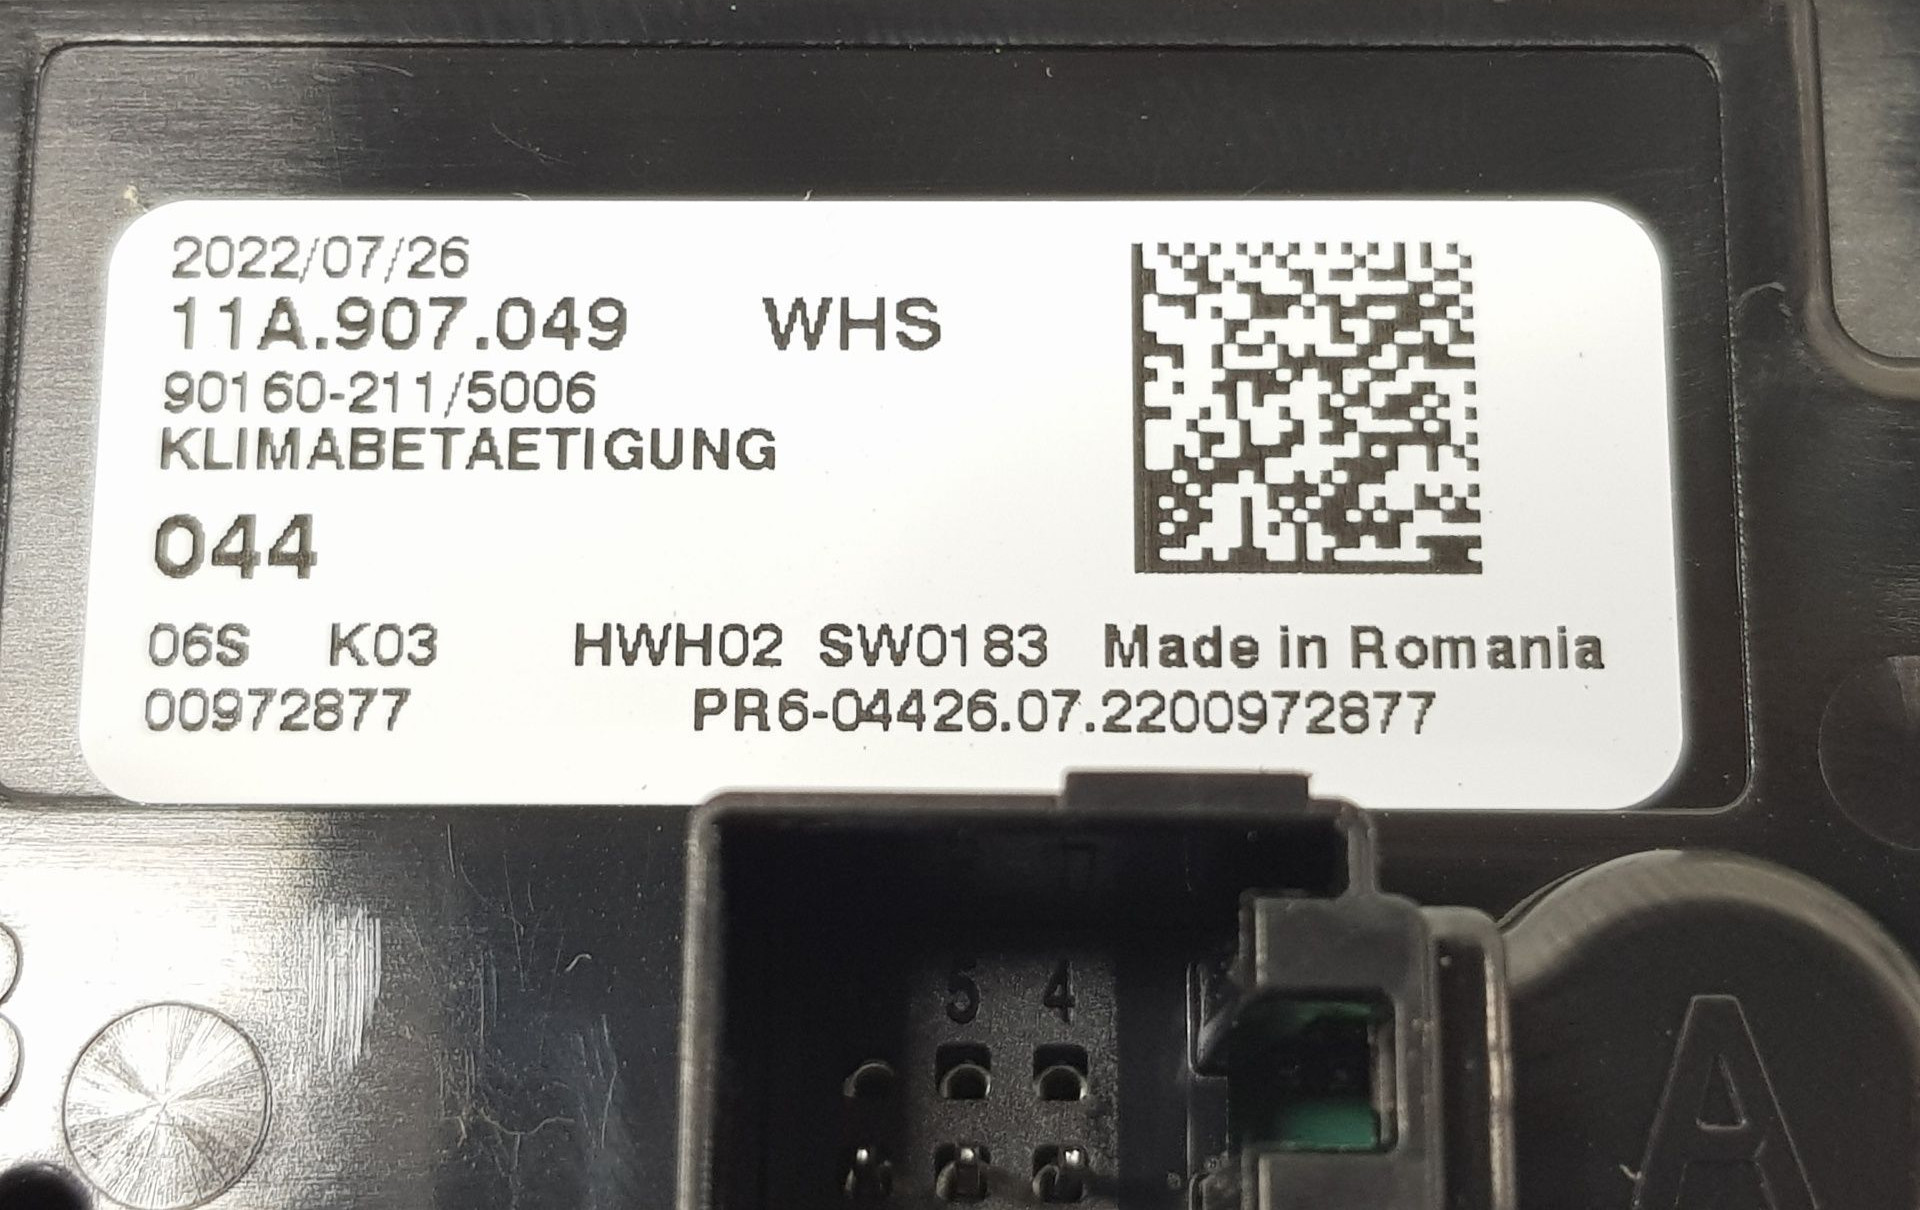 2022/07/26
11A.907.049 WHS
90160-211/5006
KLIMABETAETIGUNG
044
06S K03 HWH02 SW0183 Made in Romania
00972877 PR6-04426.07.2200972877
5 4
A